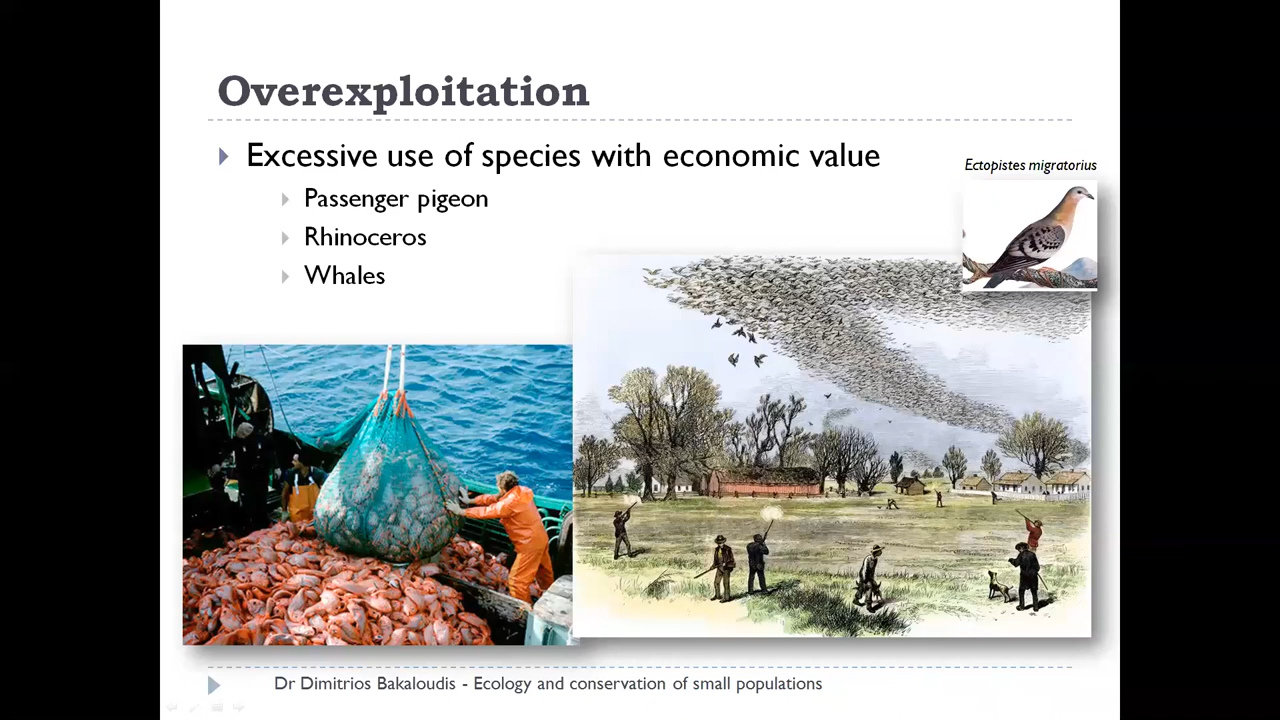 Overexploitation
Excessive use of species with economic value
Ectopistes migratorius
Passenger pigeon
Rhinoceros
Whales
Dr Dimitrios Bakaloudis - Ecology and conservation of small populations